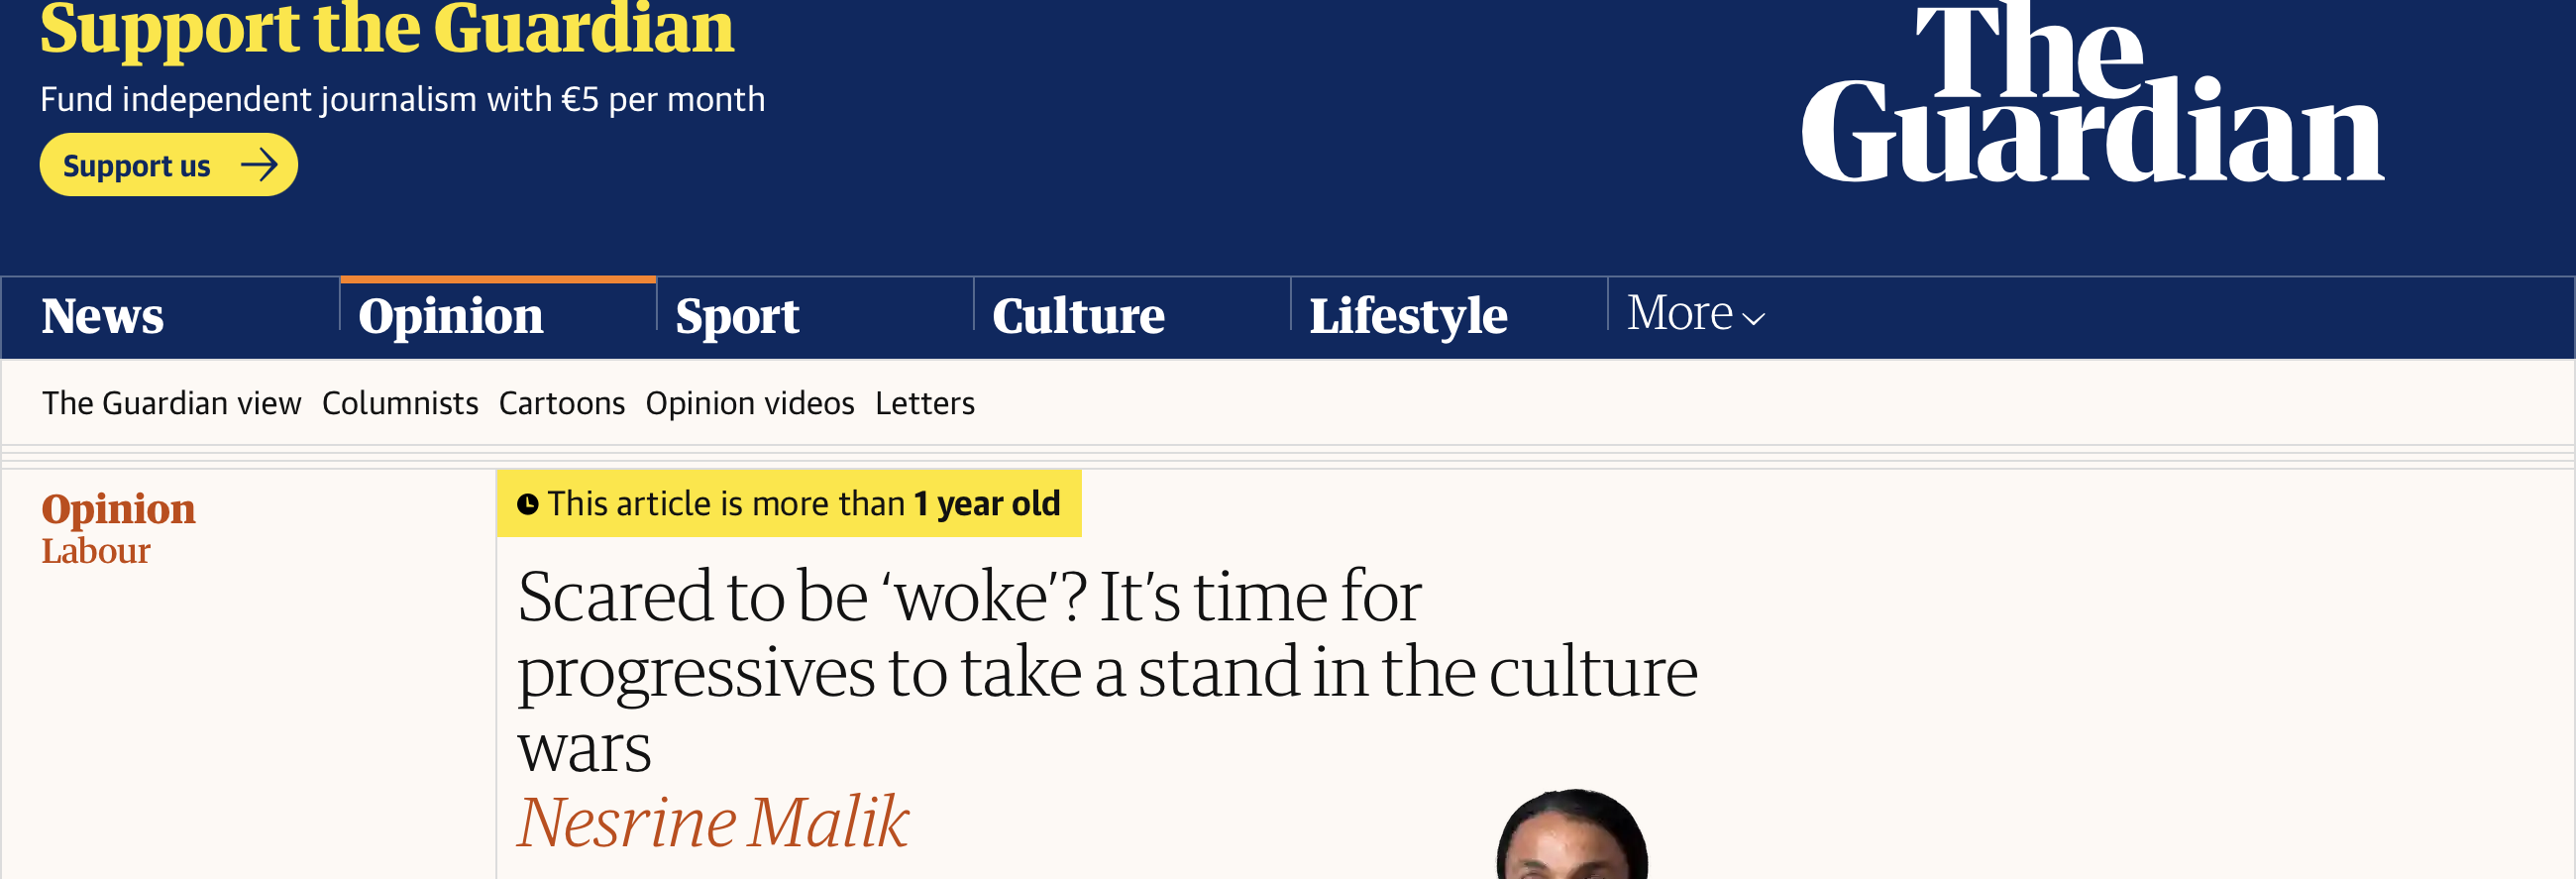 Support the Guardian
Fund independent journalism with €5 per month
Support us
The
Guardian
News
Opinion
Sport
Culture
Lifestyle
More
The Guardian view
Columnists
Cartoons
Opinion videos
Letters
Opinion
Labour
This article is more than 1 year old
Scared to be ‘woke’? It’s time for
progressives to take a stand in the culture
wars
Nesrine Malik